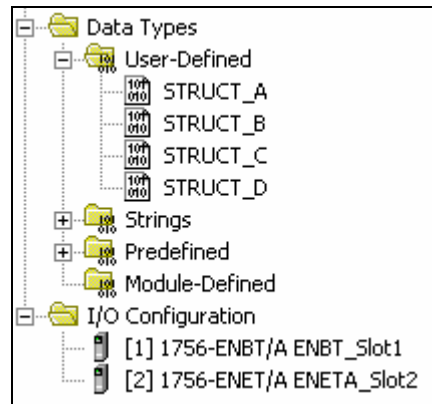 Data Types
User-Defined
STRUCT_A
STRUCT_B
STRUCT_C
STRUCT_D
Strings
Predefined
Module-Defined
I/O Configuration
[1] 1756-ENBT/A ENBT_Slot1
[2] 1756-ENET/A ENETA_Slot2